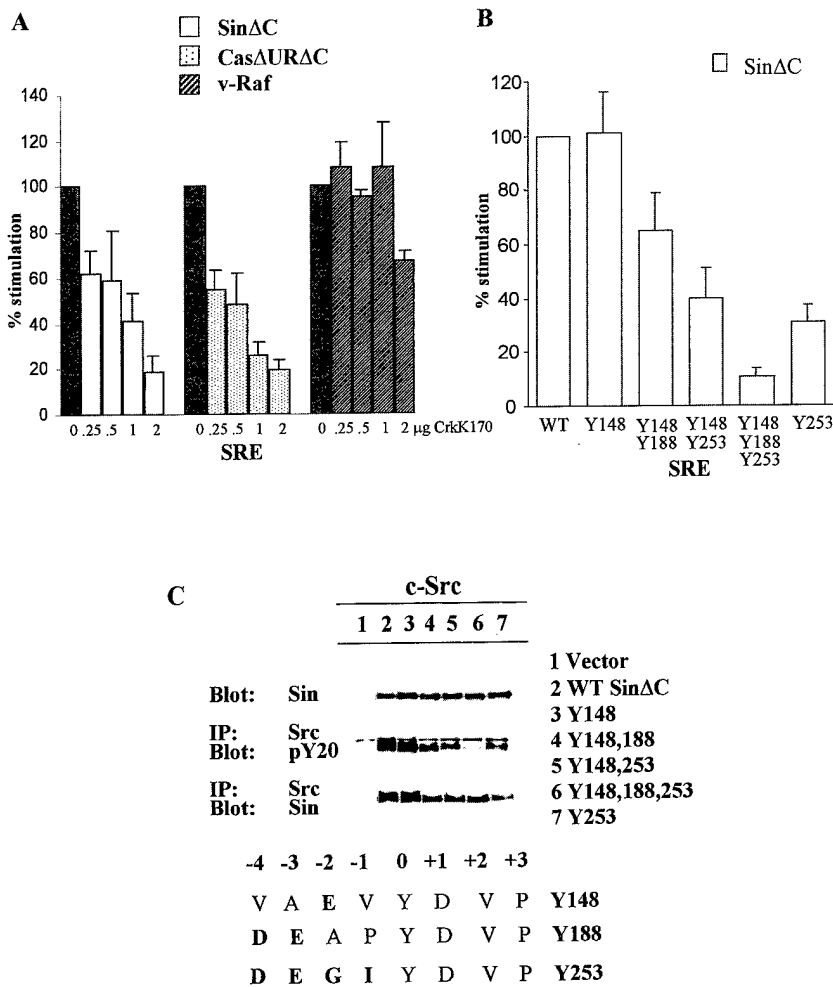 A
SinΔC
CasΔURΔC
v-Raf
% stimulation
140
120
100
80
60
40
20
0
0 .25 .5 1 2 0 .25 .5 1 2 0 .25 .5 1 2 μg CrkK170
SRE
B
SinΔC
% stimulation
120
100
80
60
40
20
0
WT Y148 Y148 Y148 Y148 Y253
Y188 Y253 Y188
Y253
SRE
C
c-Src
1 2 3 4 5 6 7
Blot: Sin
IP: Src
Blot: pY20
IP: Src
Blot: Sin
1 Vector
2 WT SinΔC
3 Y148
4 Y148,188
5 Y148,253
6 Y148,188,253
7 Y253
-4 -3 -2 -1 0 +1 +2 +3
V A E V Y D V P Y148
D E A P Y D V P Y188
D E G I Y D V P Y253